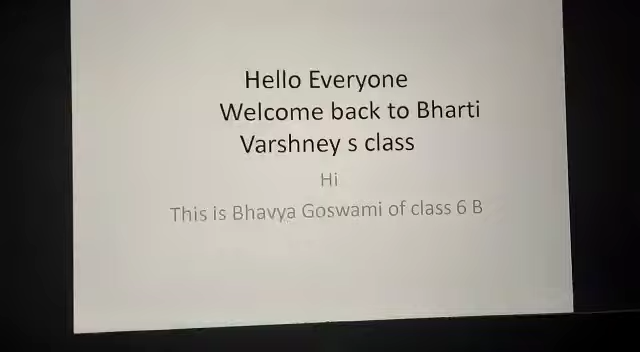 Hello Everyone
Welcome back to Bharti
Varshney s class
Hi
This is Bhavya Goswami of class 6 B